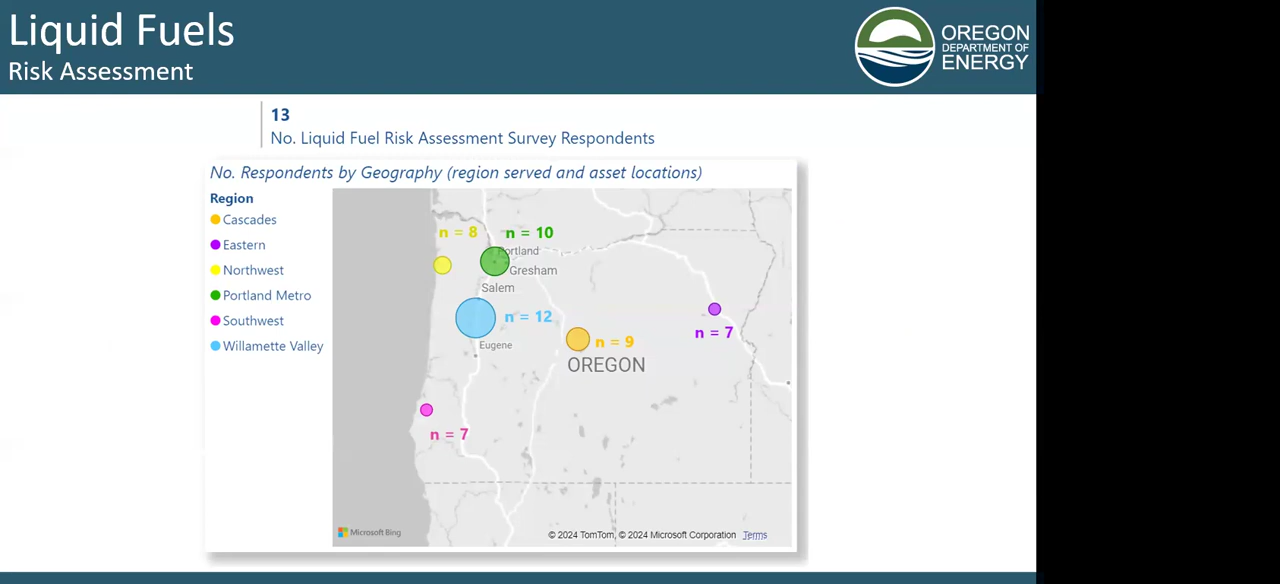 Liquid Fuels
Risk Assessment
OREGON
DEPARTMENT OF
ENERGY
13
No. Liquid Fuel Risk Assessment Survey Respondents
No. Respondents by Geography (region served and asset locations)
Region
Cascades
Eastern
Northwest
Portland Metro
Southwest
Willamette Valley
n = 8
n = 10
Portland
Gresham
Salem
n = 12
Eugene
n = 9
OREGON
n = 7
n = 7
Microsoft Bing
© 2024 TomTom, © 2024 Microsoft Corporation Terms